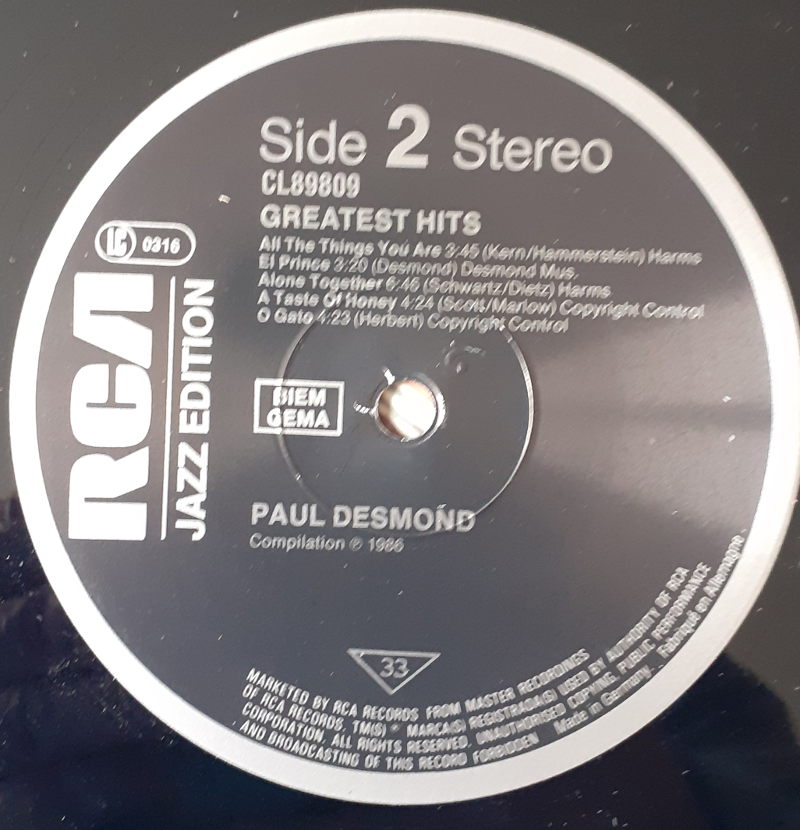 Side 2 Stereo
CL89809
GREATEST HITS
All The Things You Are 3:45 (Kern/Hammerstein) Harms
El Prince 3:20 (Desmond) Desmond Mus.
Alone Together 6:46 (Schwartz/Dietz) Harms
A Taste Of Honey 4:24 (Scott/Marlow) Copyright Control
O Gato 4:23 (Herbert) Copyright Control
LC 0316
RCA
JAZZ EDITION
BIEM
GEMA
PAUL DESMOND
Compilation ℗ 1986
33
MARKETED BY RCA RECORDS FROM MASTER RECORDINGS
OF RCA RECORDS, TM(S) ® MARCA(S) REGISTRADA(S) USED BY AUTHORITY OF RCA
CORPORATION, ALL RIGHTS RESERVED, UNAUTHORISED COPYING, PUBLIC PERFORMANCE
AND BROADCASTING OF THIS RECORD FORBIDDEN Made in Germany. Fabriqué en Allemagne